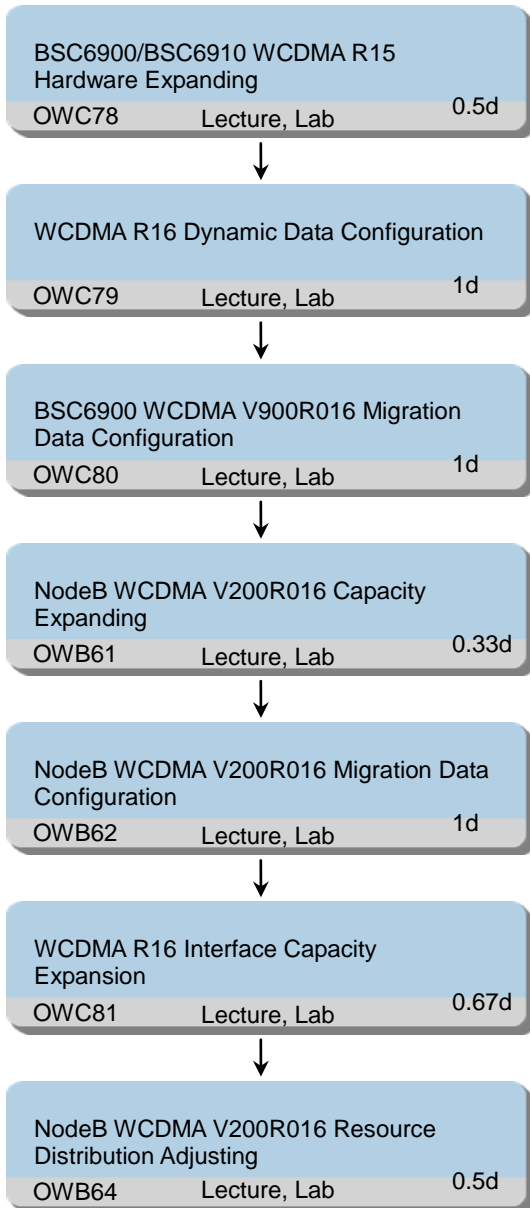 BSC6900/BSC6910 WCDMA R15
Hardware Expanding
OWC78 Lecture, Lab 0.5d
WCDMA R16 Dynamic Data Configuration
OWC79 Lecture, Lab 1d
BSC6900 WCDMA V900R016 Migration
Data Configuration
OWC80 Lecture, Lab 1d
NodeB WCDMA V200R016 Capacity
Expanding
OWB61 Lecture, Lab 0.33d
NodeB WCDMA V200R016 Migration Data
Configuration
OWB62 Lecture, Lab 1d
WCDMA R16 Interface Capacity
Expansion
OWC81 Lecture, Lab 0.67d
NodeB WCDMA V200R016 Resource
Distribution Adjusting
OWB64 Lecture, Lab 0.5d